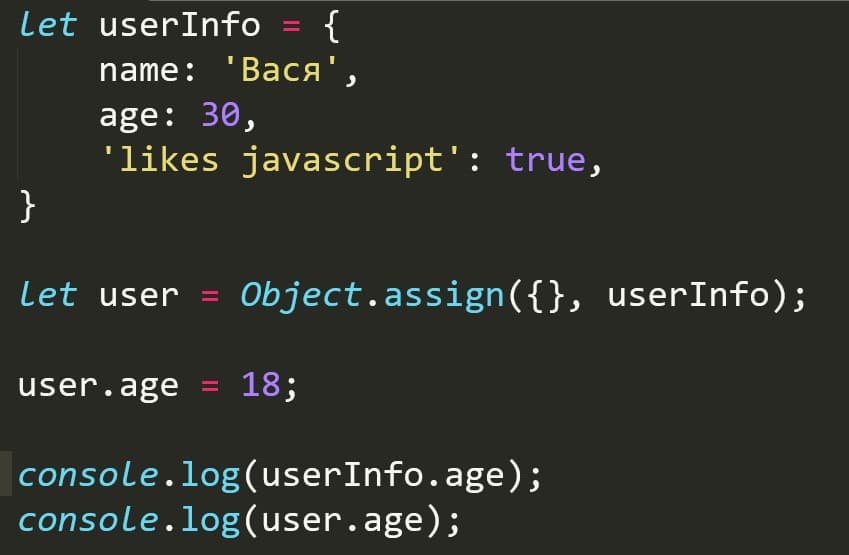 let userInfo = {
    name: 'Вася',
    age: 30,
    'likes javascript': true,
}
let user = Object.assign({}, userInfo);
user.age = 18;
console.log(userInfo.age);
console.log(user.age);